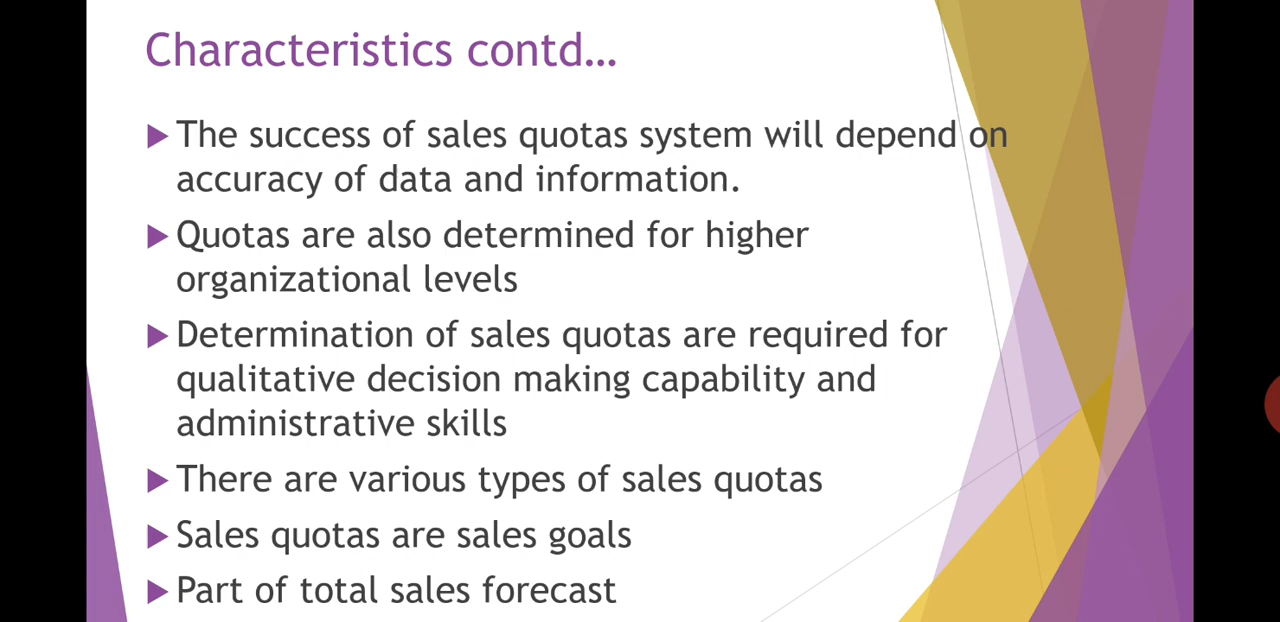 Characteristics contd…
The success of sales quotas system will depend on
accuracy of data and information.
Quotas are also determined for higher
organizational levels
Determination of sales quotas are required for
qualitative decision making capability and
administrative skills
There are various types of sales quotas
Sales quotas are sales goals
Part of total sales forecast